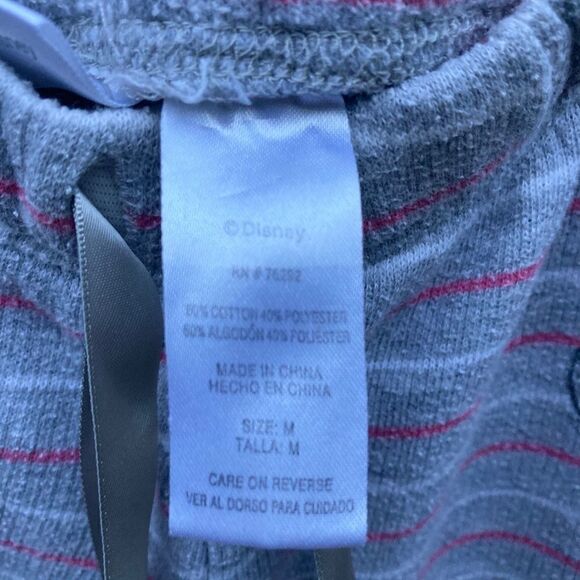 ©Disney
RN # 76292
60% COTTON 40% POLYESTER
60% ALGODÓN 40% POLIÉSTER
MADE IN CHINA
HECHO EN CHINA
SIZE: M
TALLA: M
CARE ON REVERSE
VER AL DORSO PARA CUIDADO